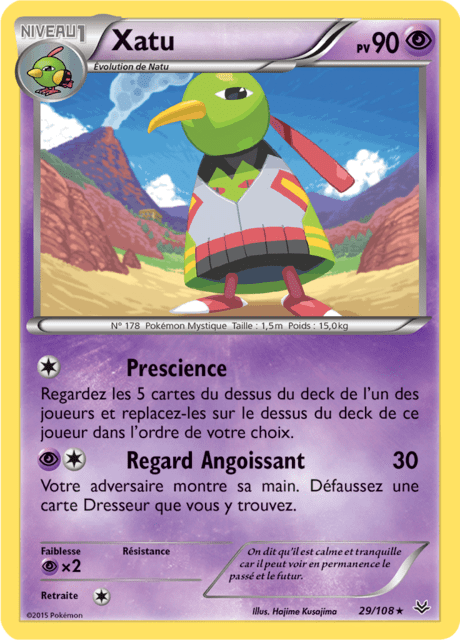 NIVEAU 1
Xatu
PV 90
Évolution de Natu
N° 178 Pokémon Mystique Taille : 1,5m Poids : 15,0kg
Prescience
Regardez les 5 cartes du dessus du deck de l'un des
joueurs et replacez-les sur le dessus du deck de ce
joueur dans l'ordre de votre choix.
Regard Angoissant 30
Votre adversaire montre sa main. Défaussez une
carte Dresseur que vous y trouvez.
Faiblesse Résistance
×2
Retraite
On dit qu'il est calme et tranquille
car il peut voir en permanence le
passé et le futur.
©2015 Pokémon
Illus. Hajime Kusajima
29/108 ★